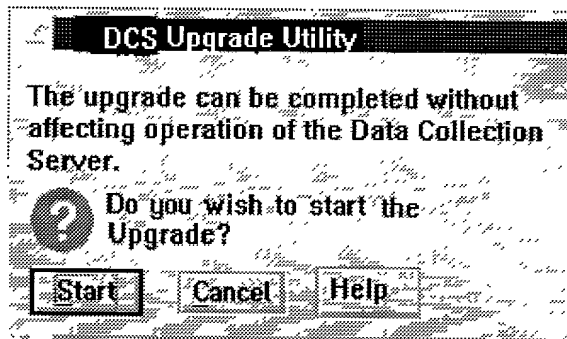 DCS Upgrade Utility
The upgrade can be completed without
affecting operation of the Data Collection
Server.
Do you wish to start the
Upgrade?
Start Cancel Help